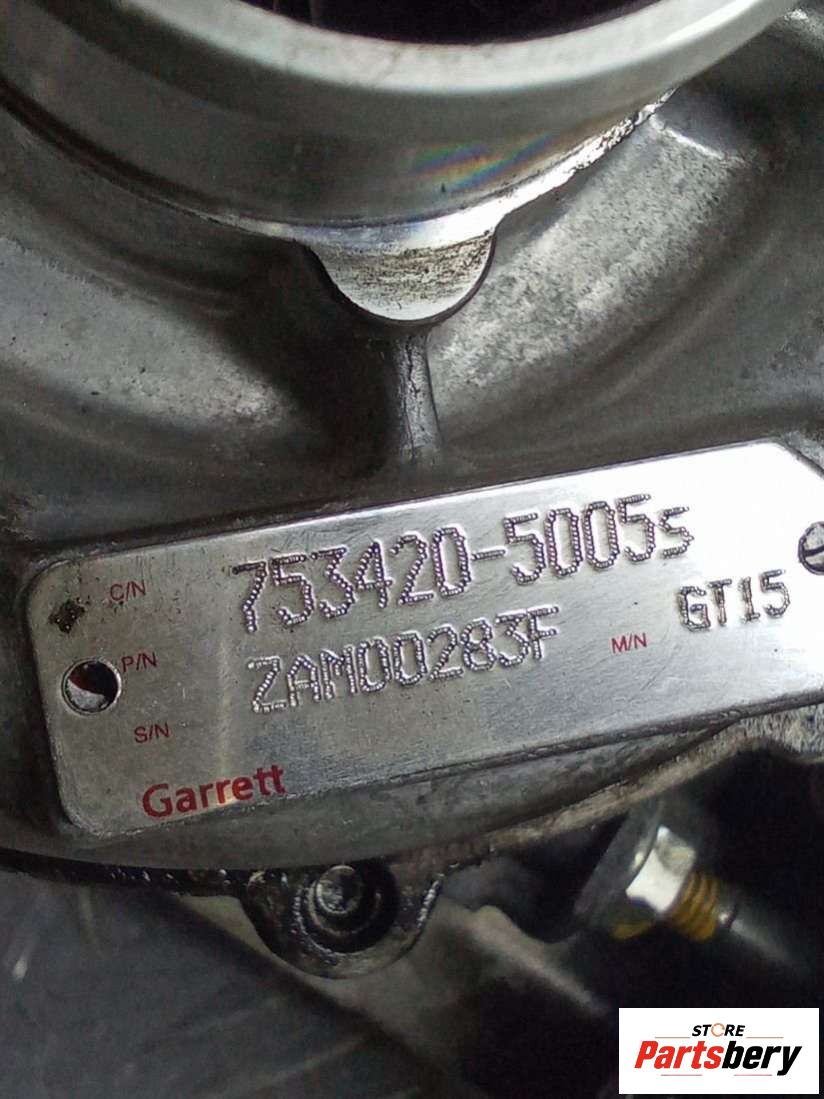 C/N 753420-5005s
P/N ZAM00283F M/N GT15
S/N
Garrett
STORE
Partsbery